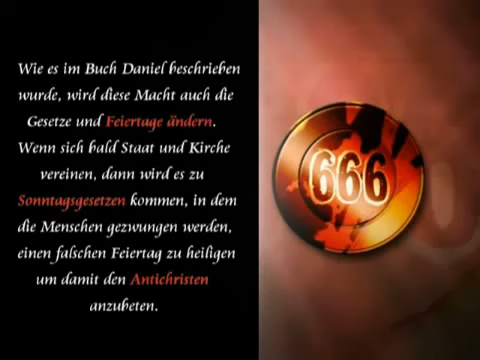 Wie es im Buch Daniel beschrieben
wurde, wird diese Macht auch die
Gesetze und Feiertage ändern.
Wenn sich bald Staat und Kirche
vereinen, dann wird es zu
Sonntagsgesetzen kommen, in dem
die Menschen gezwungen werden,
einen falschen Feiertag zu heiligen
um damit den Antichristen
anzubeten.
666